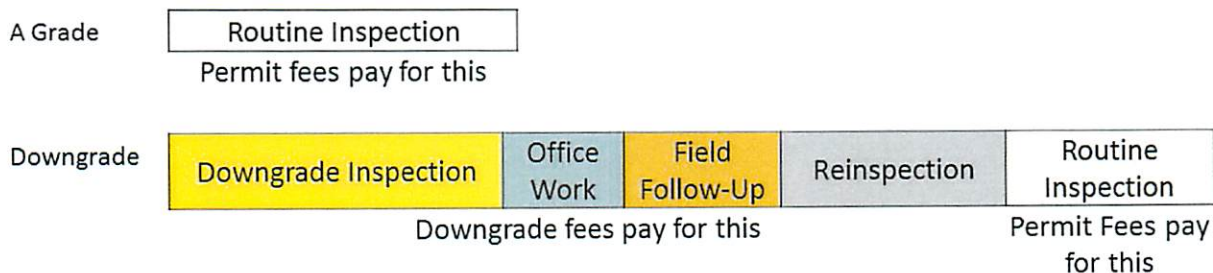 A Grade
Routine Inspection
Permit fees pay for this
Downgrade
Downgrade Inspection
Office
Work
Field
Follow-Up
Reinspection
Routine
Inspection
Downgrade fees pay for this
Permit Fees pay
for this